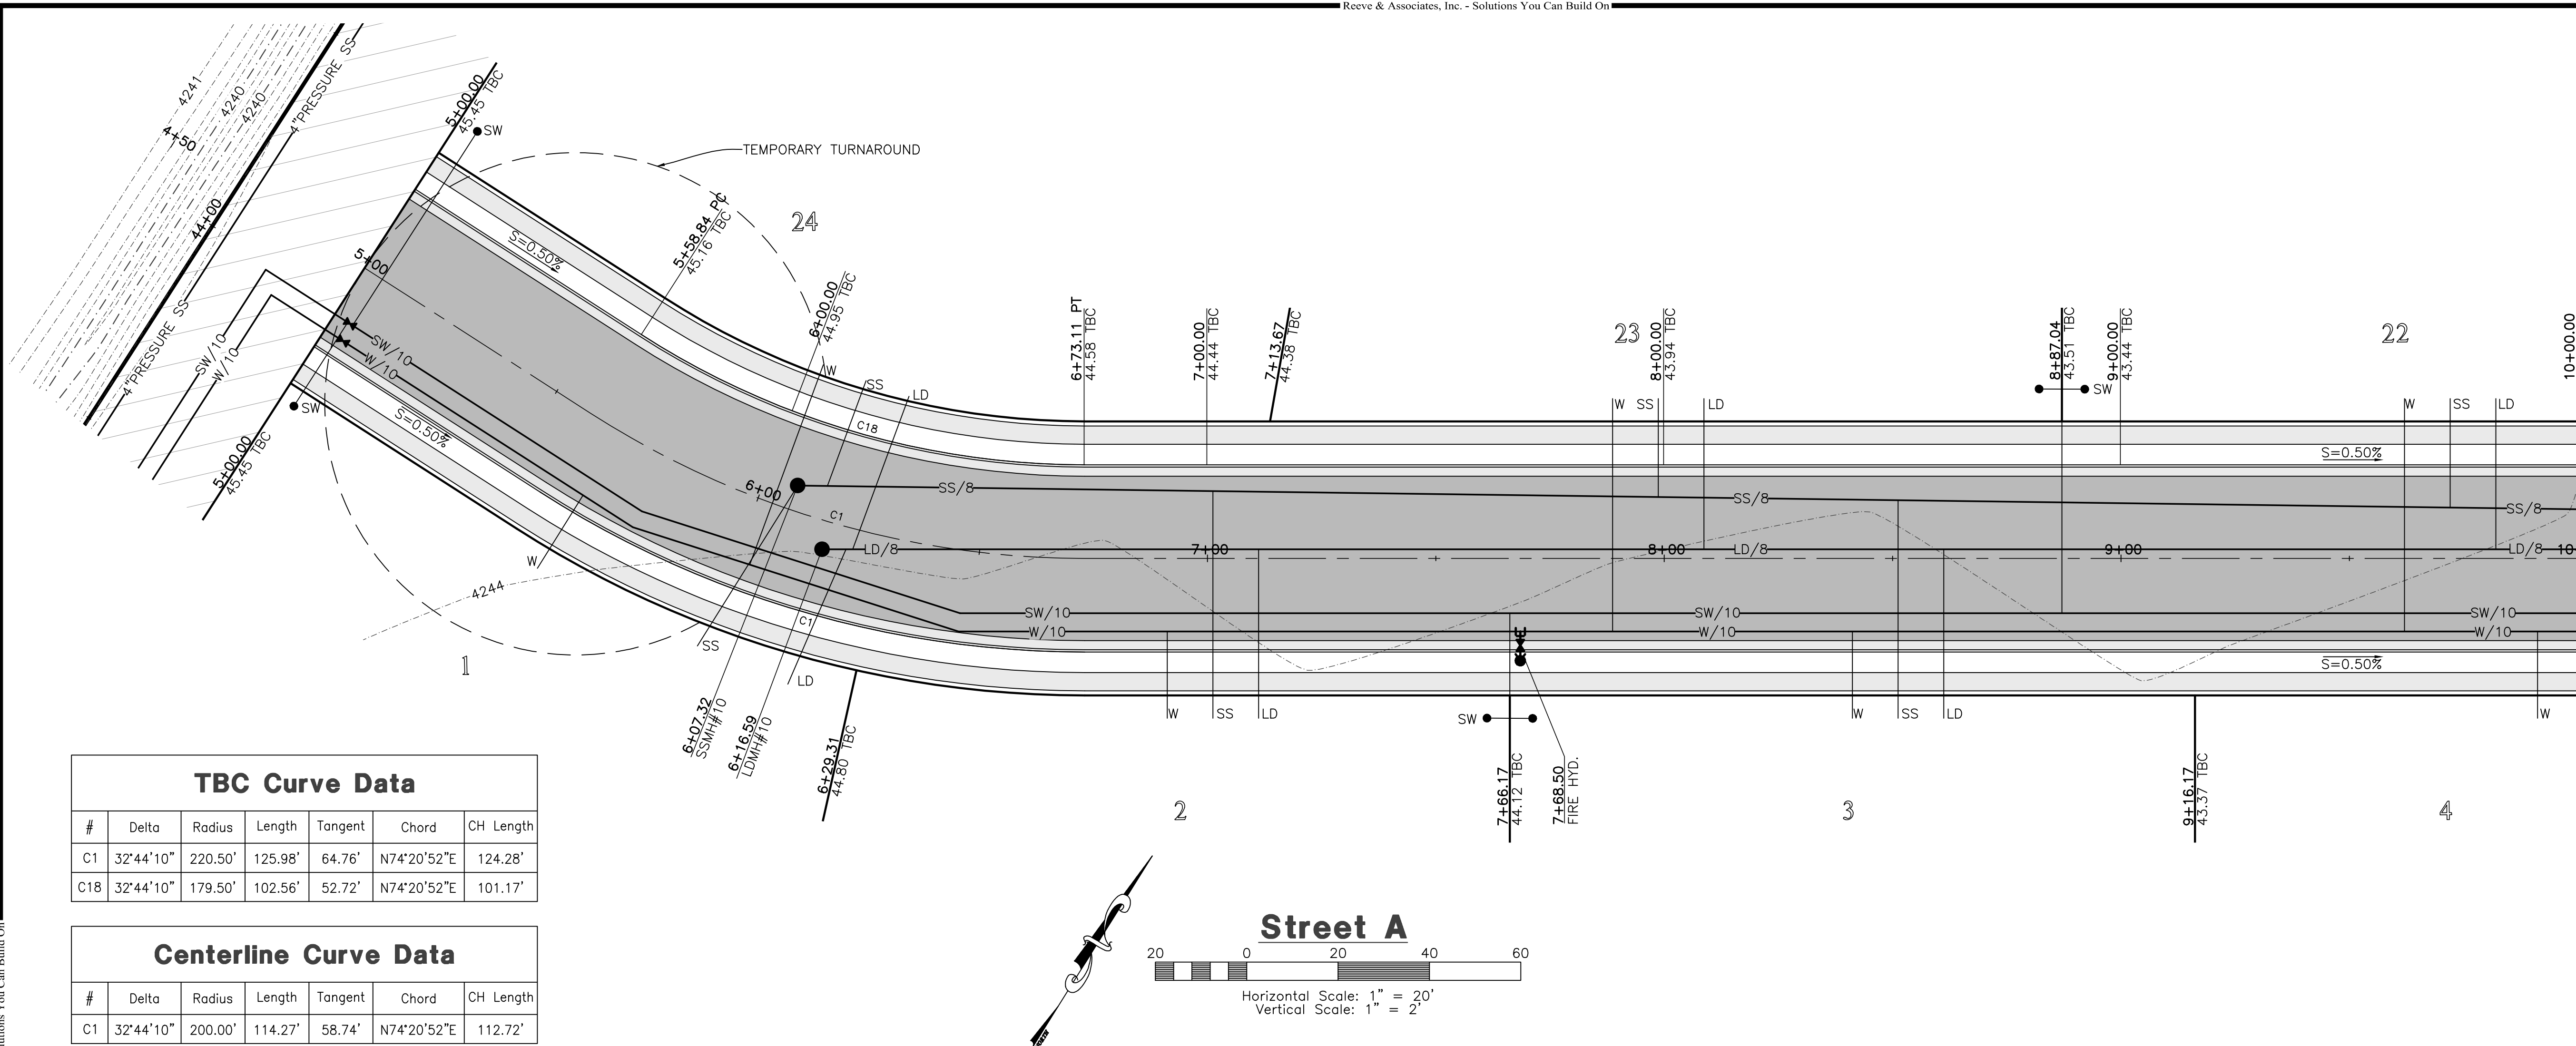 Reeve & Associates, Inc. - Solutions You Can Build On
4241
4240
4240
4+50
44+00
4"PRESSURE SS
4"PRESSURE SS
5+00.00
45.45 TBC
SW
TEMPORARY TURNAROUND
5+58.84 PC
45.16 TBC
24
S=0.50%
5+00
6+00.00
44.95 TBC
6+73.11 PT
44.58 TBC
7+00.00
44.44 TBC
7+13.67
44.38 TBC
23
8+00.00
43.94 TBC
8+87.04
43.51 TBC
SW
9+00.00
43.44 TBC
22
10+00.00
SW/10
W/10
SW/10
W/10
W
SS
LD
C18
W SS
LD
W
SS
LD
SW
S=0.50%
S=0.50%
5+00.00
45.45 TBC
6+00
C1
SS/8
SS/8
SS/8
LD/8
7+00
8+00
LD/8
9+00
LD/8
10
W
4244
SW/10
SW/10
SW/10
W/10
W/10
W/10
C1
SS
LD
1
S=0.50%
W
SS
LD
SW
W
SS
LD
W
6+07.32
SSMH#10
6+16.59
LDMH#10
6+29.31
44.80 TBC
2
7+66.17
44.12 TBC
7+68.50
FIRE HYD.
3
9+16.17
43.37 TBC
4
TBC Curve Data
# Delta Radius Length Tangent Chord CH Length
C1 32°44'10" 220.50' 125.98' 64.76' N74°20'52"E 124.28'
C18 32°44'10" 179.50' 102.56' 52.72' N74°20'52"E 101.17'
Centerline Curve Data
# Delta Radius Length Tangent Chord CH Length
C1 32°44'10" 200.00' 114.27' 58.74' N74°20'52"E 112.72'
Street A
20 0 20 40 60
Horizontal Scale: 1" = 20'
Vertical Scale: 1" = 2'
You Can Build On